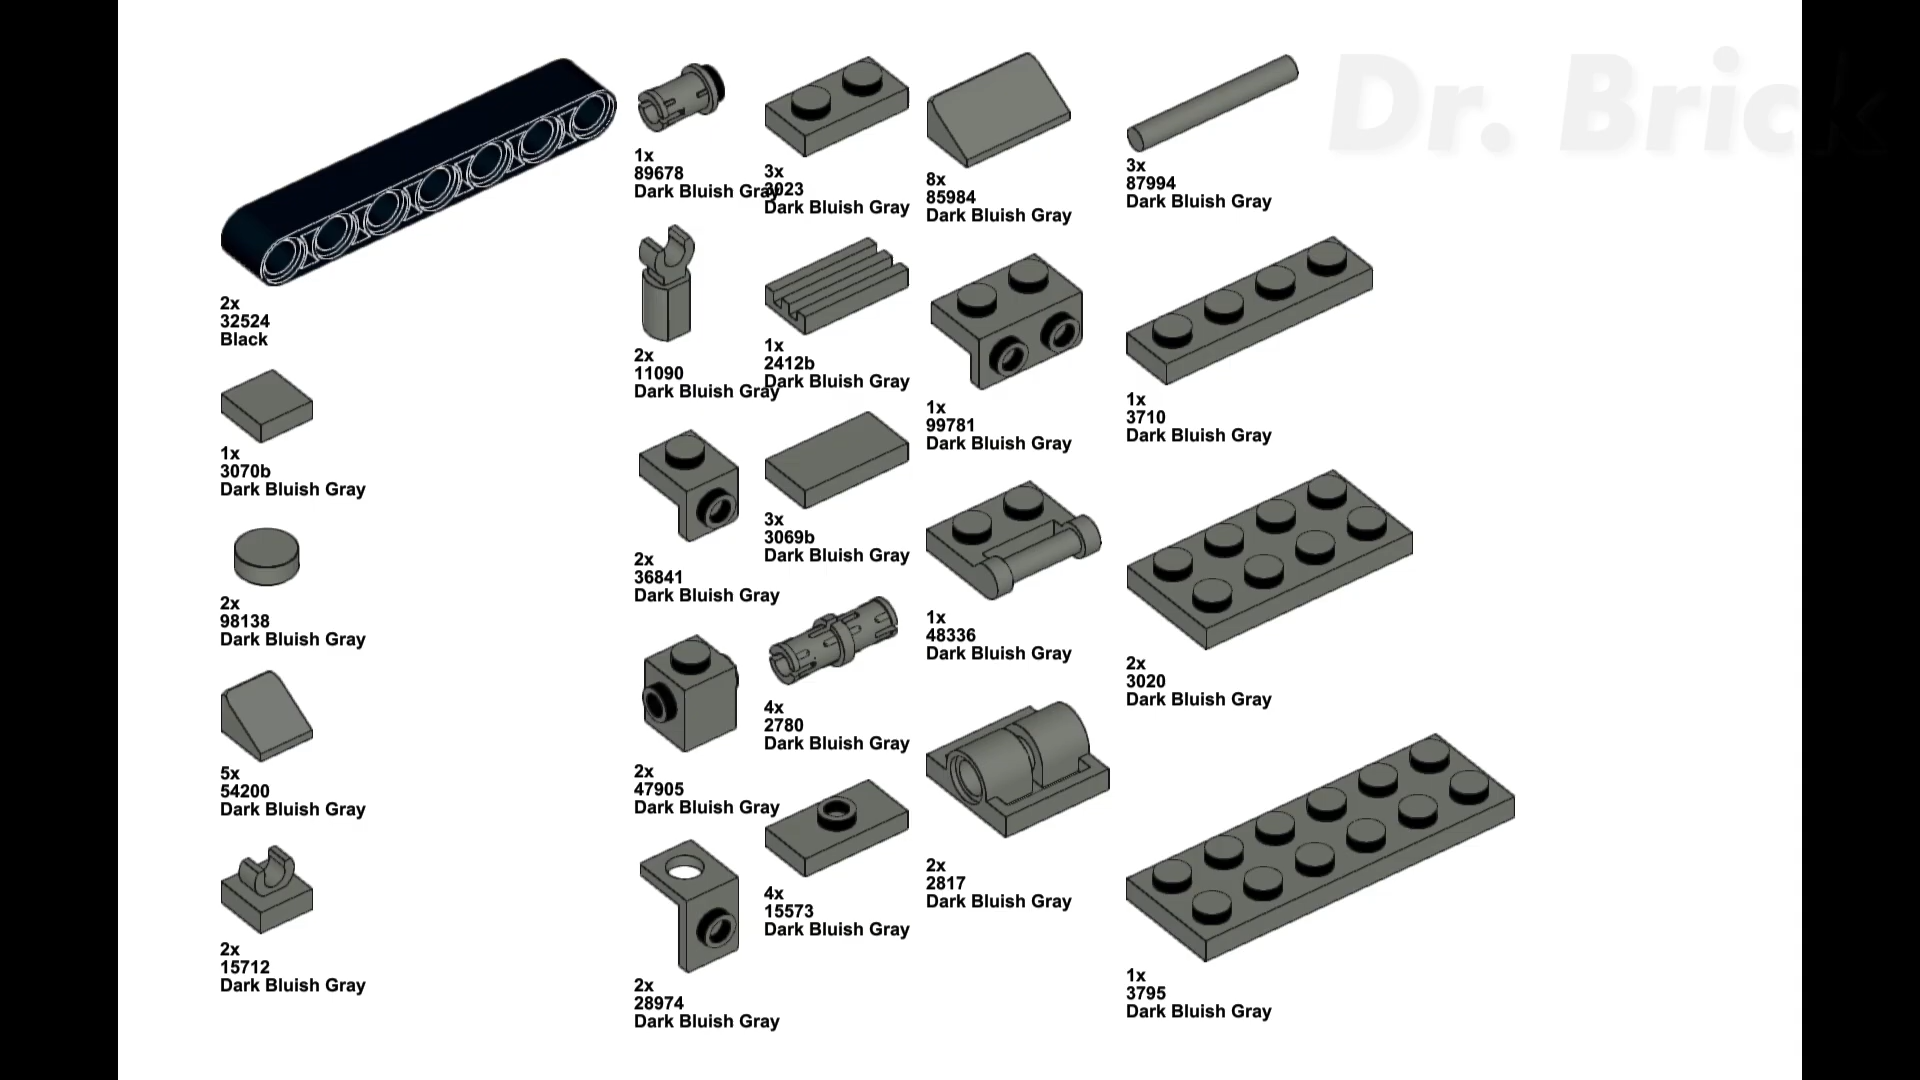 Dr. Brick
2x
32524
Black
1x
3070b
Dark Bluish Gray
2x
98138
Dark Bluish Gray
5x
54200
Dark Bluish Gray
2x
15712
Dark Bluish Gray
1x
89678
Dark Bluish Gray
2x
11090
Dark Bluish Gray
2x
36841
Dark Bluish Gray
2x
47905
Dark Bluish Gray
2x
28974
Dark Bluish Gray
3x
3023
Dark Bluish Gray
1x
2412b
Dark Bluish Gray
3x
3069b
Dark Bluish Gray
4x
2780
Dark Bluish Gray
4x
15573
Dark Bluish Gray
8x
85984
Dark Bluish Gray
1x
99781
Dark Bluish Gray
1x
48336
Dark Bluish Gray
2x
2817
Dark Bluish Gray
3x
87994
Dark Bluish Gray
1x
3710
Dark Bluish Gray
2x
3020
Dark Bluish Gray
1x
3795
Dark Bluish Gray